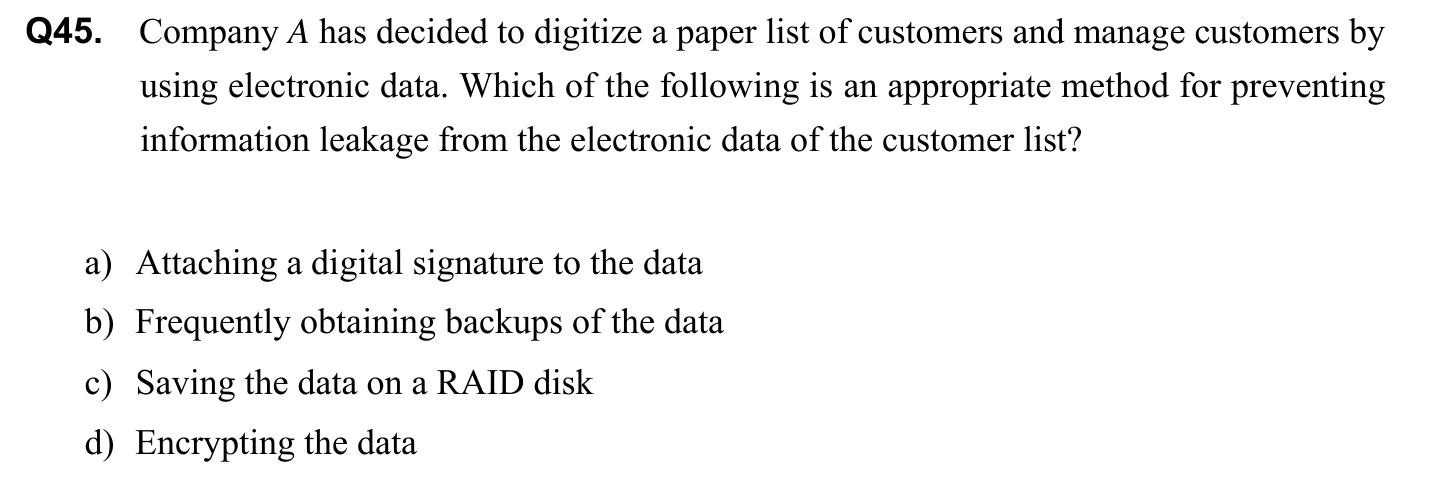 Q45. Company A has decided to digitize a paper list of customers and manage customers by
using electronic data. Which of the following is an appropriate method for preventing
information leakage from the electronic data of the customer list?
a) Attaching a digital signature to the data
b) Frequently obtaining backups of the data
c) Saving the data on a RAID disk
d) Encrypting the data